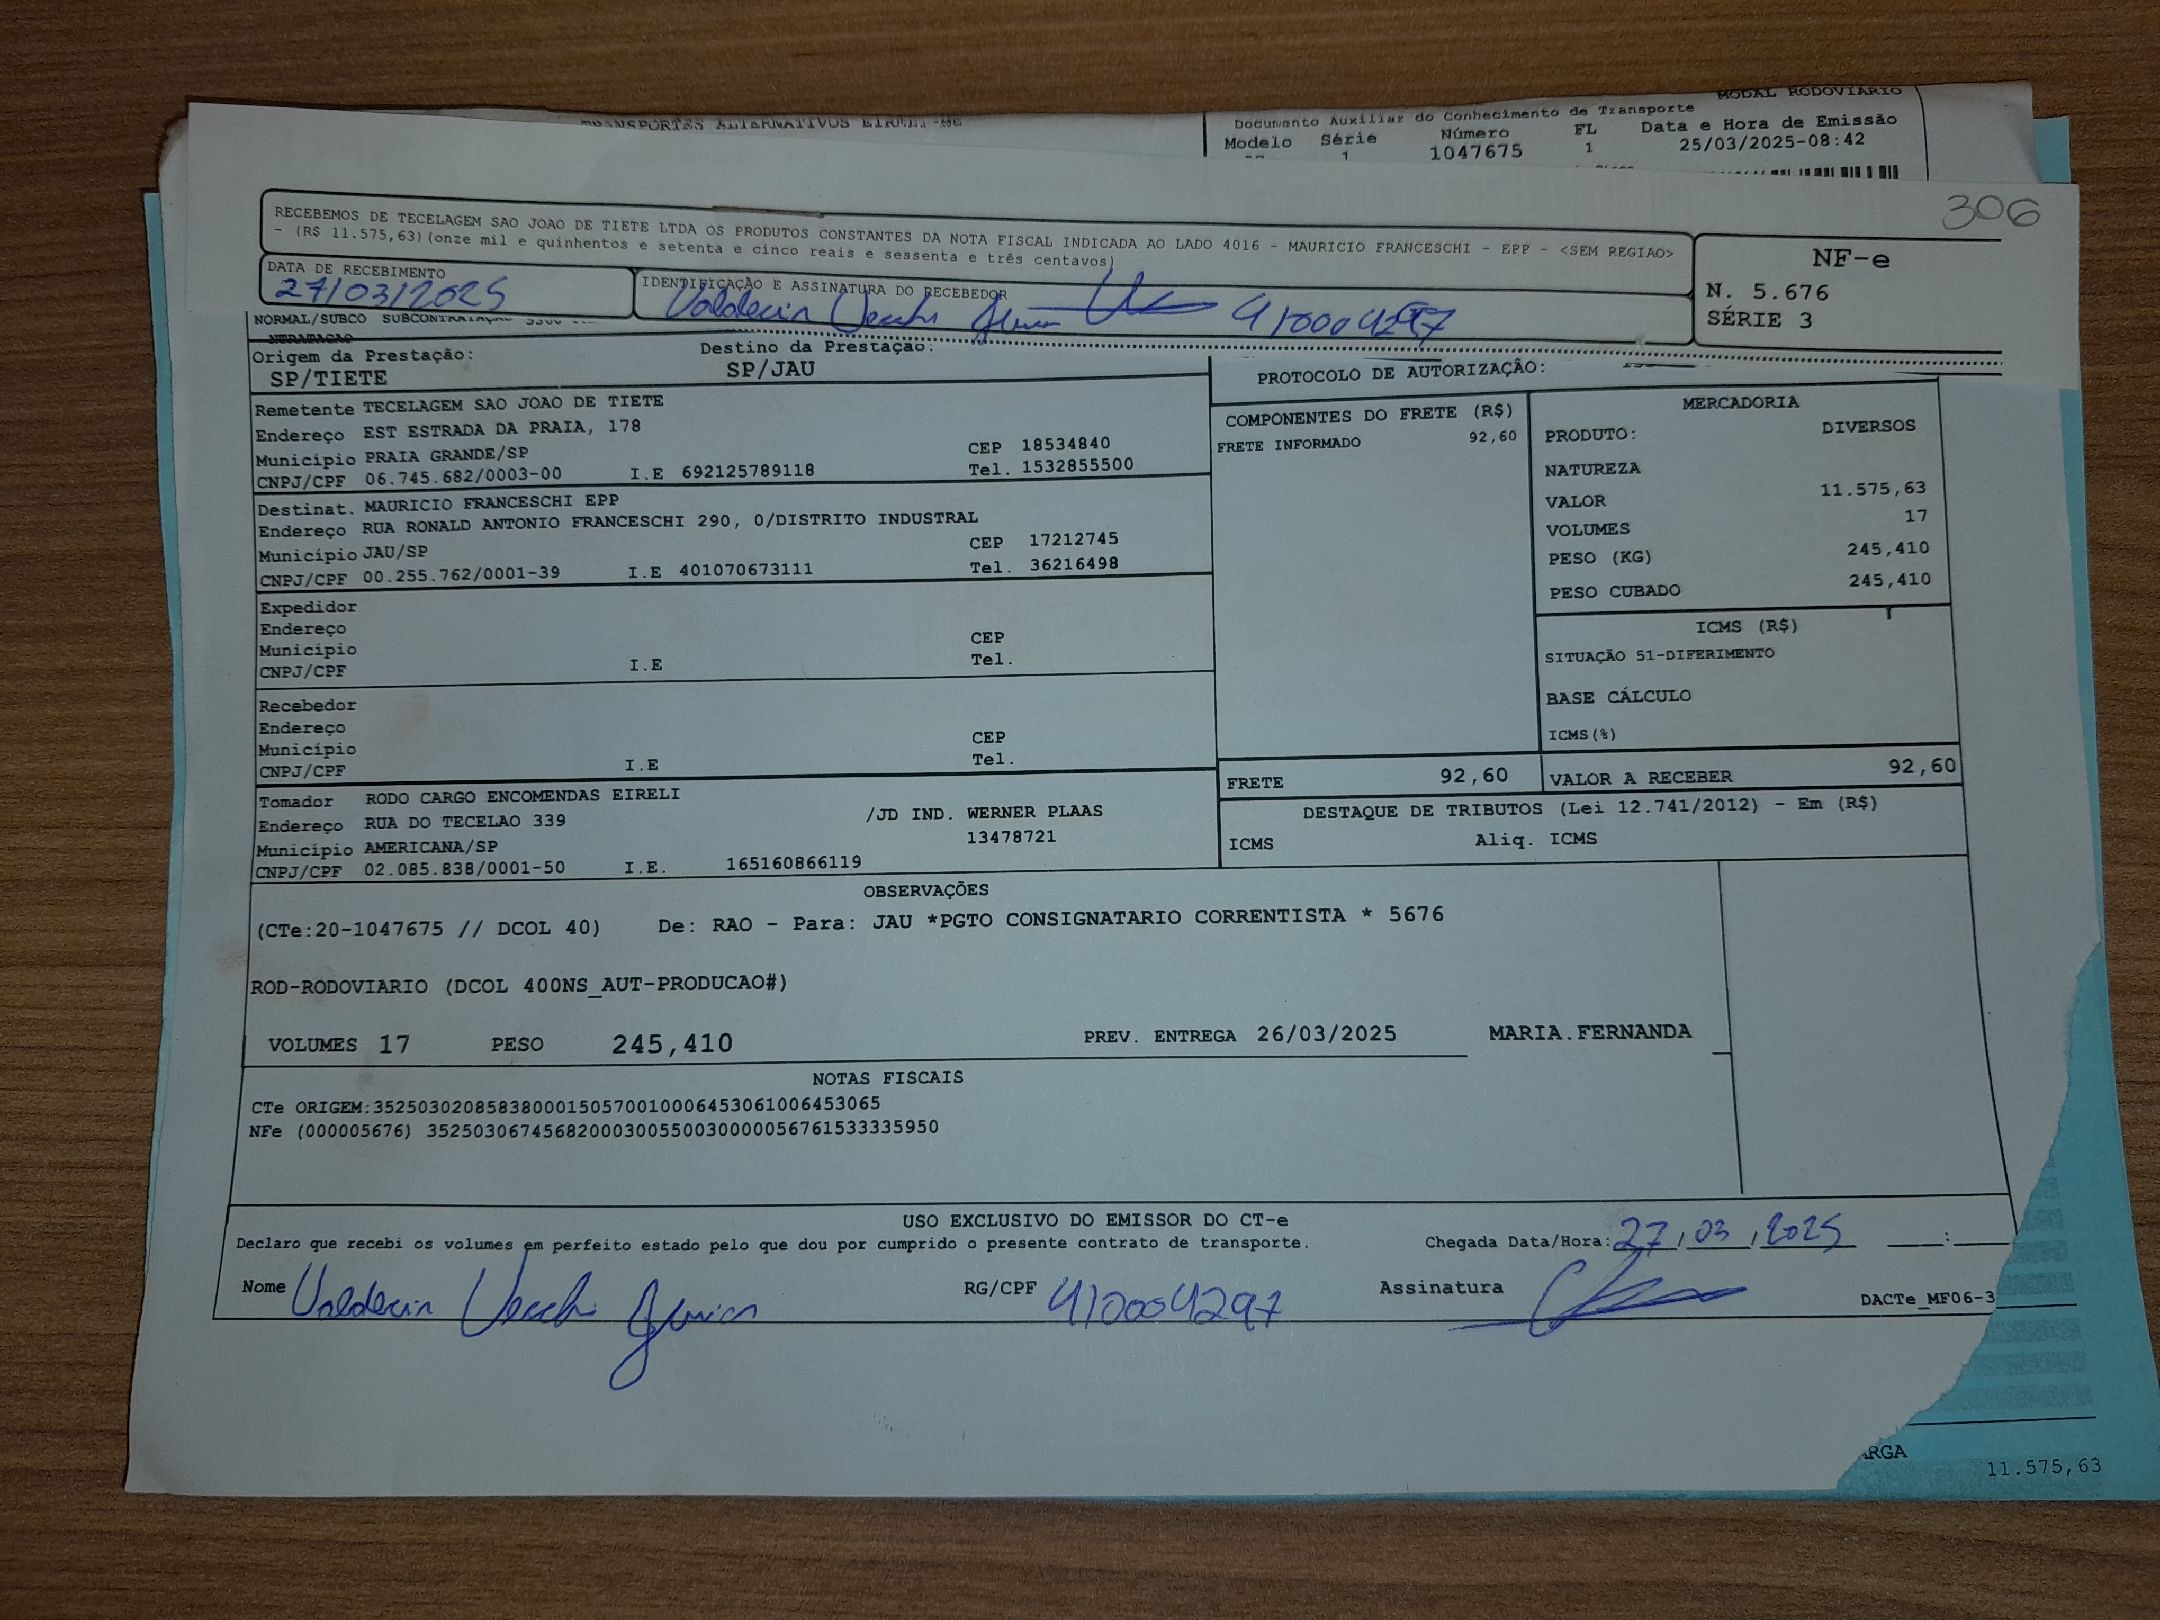 MODAL RODOVIARIO
TRANSPORTES ALTERNATIVOS EIRELI-ME
Documento Auxiliar do Conhecimento de Transporte
Modelo Série Número FL Data e Hora de Emissão
1 1047675 1 25/03/2025-08:42
306
RECEBEMOS DE TECELAGEM SAO JOAO DE TIETE LTDA OS PRODUTOS CONSTANTES DA NOTA FISCAL INDICADA AO LADO 4016 - MAURICIO FRANCESCHI - EPP - <SEM REGIAO>
- (R$ 11.575,63)(onze mil e quinhentos e setenta e cinco reais e sessenta e três centavos)
NF-e
N. 5.676
SÉRIE 3
DATA DE RECEBIMENTO
27/03/2025
IDENTIFICAÇÃO E ASSINATURA DO RECEBEDOR
Valdecir 410004297
NORMAL/SUBCO
Origem da Prestação: Destino da Prestação:
SP/TIETE SP/JAU
PROTOCOLO DE AUTORIZAÇÃO:
Remetente TECELAGEM SAO JOAO DE TIETE
Endereço EST ESTRADA DA PRAIA, 178
Município PRAIA GRANDE/SP CEP 18534840
CNPJ/CPF 06.745.682/0003-00 I.E 692125789118 Tel. 1532855500
Destinat. MAURICIO FRANCESCHI EPP
Endereço RUA RONALD ANTONIO FRANCESCHI 290, 0/DISTRITO INDUSTRAL
Município JAU/SP CEP 17212745
CNPJ/CPF 00.255.762/0001-39 I.E 401070673111 Tel. 36216498
Expedidor
Endereço
Município CEP
CNPJ/CPF I.E Tel.
Recebedor
Endereço
Município CEP
CNPJ/CPF I.E Tel.
Tomador RODO CARGO ENCOMENDAS EIRELI
Endereço RUA DO TECELAO 339 /JD IND. WERNER PLAAS
Município AMERICANA/SP 13478721
CNPJ/CPF 02.085.838/0001-50 I.E. 165160866119
COMPONENTES DO FRETE (R$)
FRETE INFORMADO 92,60
MERCADORIA
PRODUTO: DIVERSOS
NATUREZA
VALOR 11.575,63
VOLUMES 17
PESO (KG) 245,410
PESO CUBADO 245,410
ICMS (R$)
SITUAÇÃO 51-DIFERIMENTO
BASE CÁLCULO
ICMS(%)
FRETE 92,60 VALOR A RECEBER 92,60
DESTAQUE DE TRIBUTOS (Lei 12.741/2012) - Em (R$)
ICMS Aliq. ICMS
OBSERVAÇÕES
(CTe:20-1047675 // DCOL 40) De: RAO - Para: JAU *PGTO CONSIGNATARIO CORRENTISTA * 5676
ROD-RODOVIARIO (DCOL 400NS_AUT-PRODUCAO#)
VOLUMES 17 PESO 245,410 PREV. ENTREGA 26/03/2025 MARIA.FERNANDA
NOTAS FISCAIS
CTe ORIGEM:35250302085838000150570010006453061006453065
NFe (000005676) 35250306745682000300550030000056761533335950
USO EXCLUSIVO DO EMISSOR DO CT-e
Declaro que recebi os volumes em perfeito estado pelo que dou por cumprido o presente contrato de transporte. Chegada Data/Hora: 27/03/2025 :
Nome Valdecir RG/CPF 410004297 Assinatura
DACTe_MF06-3
ARGA
11.575,63